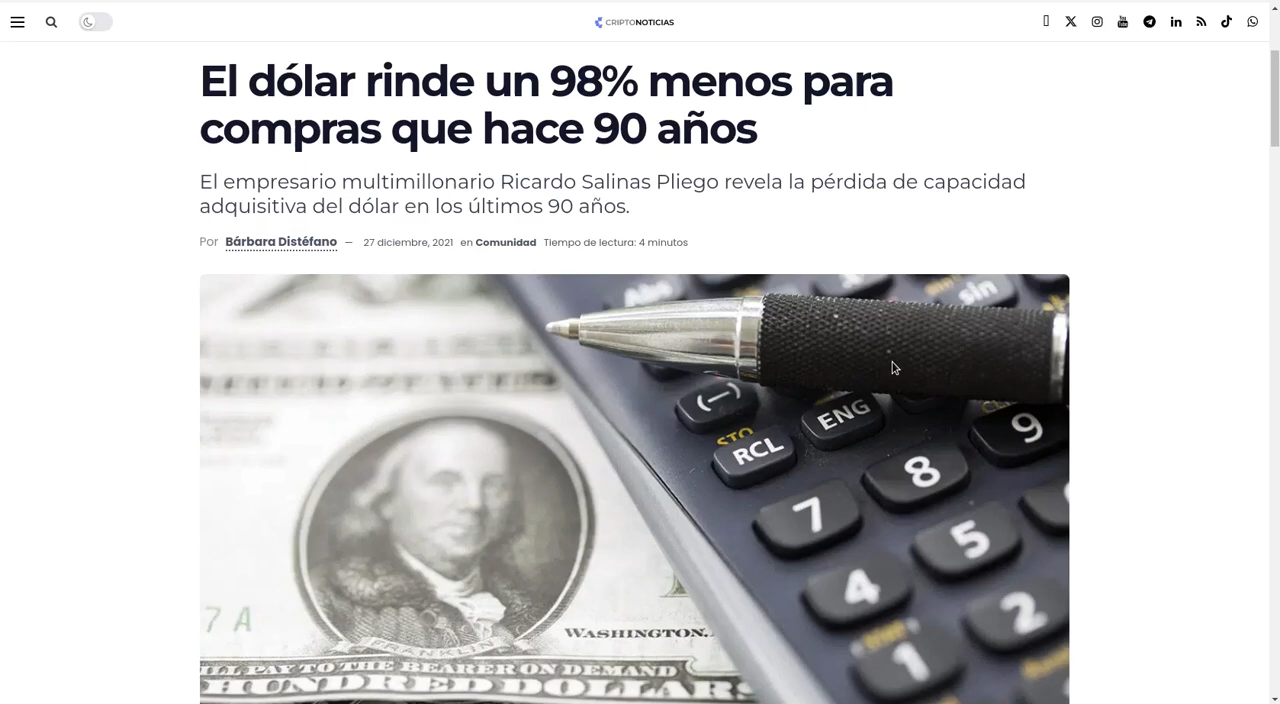 CRIPTONOTICIAS
El dólar rinde un 98% menos para
compras que hace 90 años
El empresario multimillonario Ricardo Salinas Pliego revela la pérdida de capacidad
adquisitiva del dólar en los últimos 90 años.
Por Bárbara Distéfano — 27 diciembre, 2021 en Comunidad Tiempo de lectura: 4 minutos
Abs
sin
(—)
ENG
9
STO
RCL
8
7
5
4
2
1
7 A
WASHINGTON.
FRANKLIN
WILL PAY TO THE BEARER ON DEMAND
HUNDRED DOLLARS